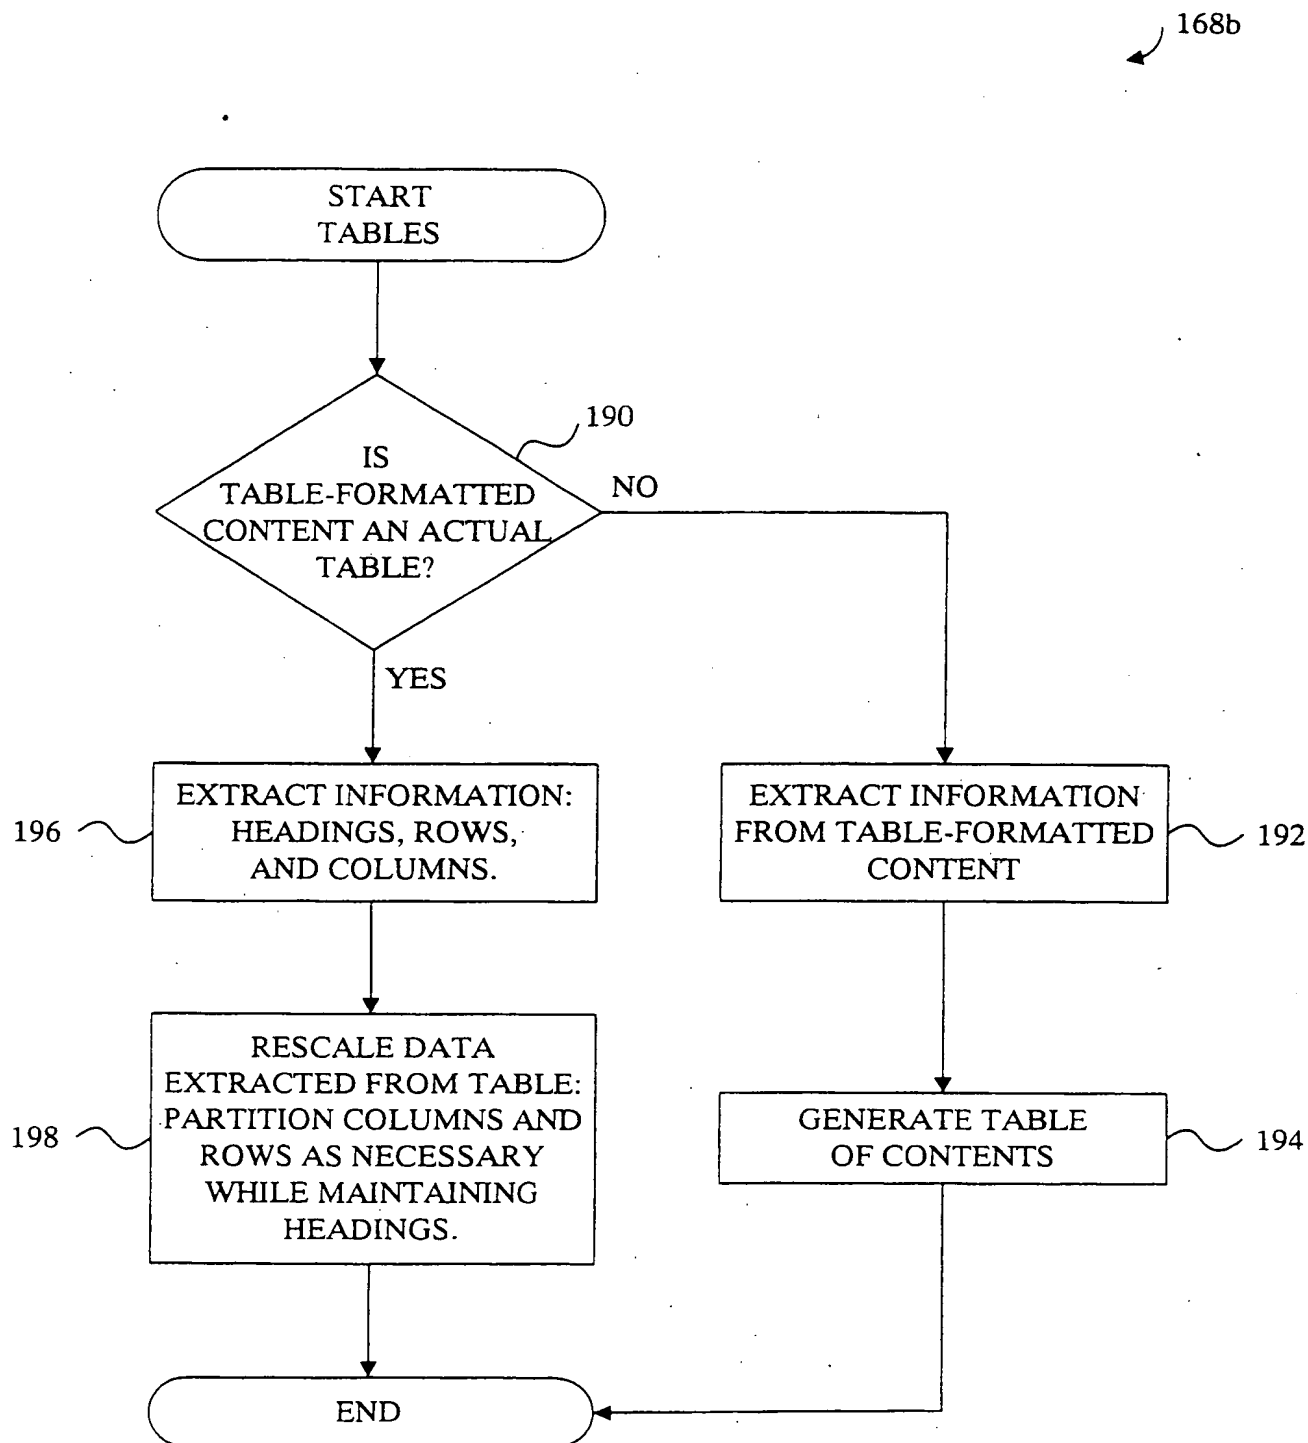 168b
START
TABLES
190
IS
TABLE-FORMATTED
CONTENT AN ACTUAL
TABLE?
NO
YES
196
EXTRACT INFORMATION:
HEADINGS, ROWS,
AND COLUMNS.
EXTRACT INFORMATION
FROM TABLE-FORMATTED
CONTENT
192
198
RESCALE DATA
EXTRACTED FROM TABLE:
PARTITION COLUMNS AND
ROWS AS NECESSARY
WHILE MAINTAINING
HEADINGS.
GENERATE TABLE
OF CONTENTS
194
END